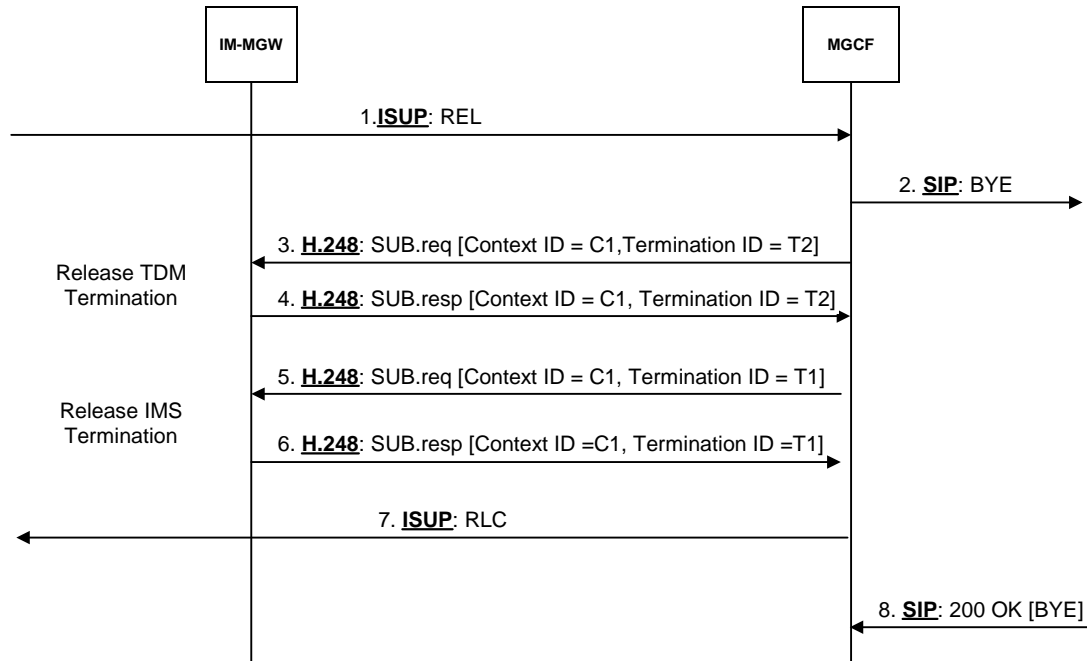 IM-MGW
MGCF
1.ISUP: REL
2. SIP: BYE
3. H.248: SUB.req [Context ID = C1,Termination ID = T2]
Release TDM
Termination
4. H.248: SUB.resp [Context ID = C1, Termination ID = T2]
5. H.248: SUB.req [Context ID = C1, Termination ID = T1]
Release IMS
Termination
6. H.248: SUB.resp [Context ID =C1, Termination ID =T1]
7. ISUP: RLC
8. SIP: 200 OK [BYE]